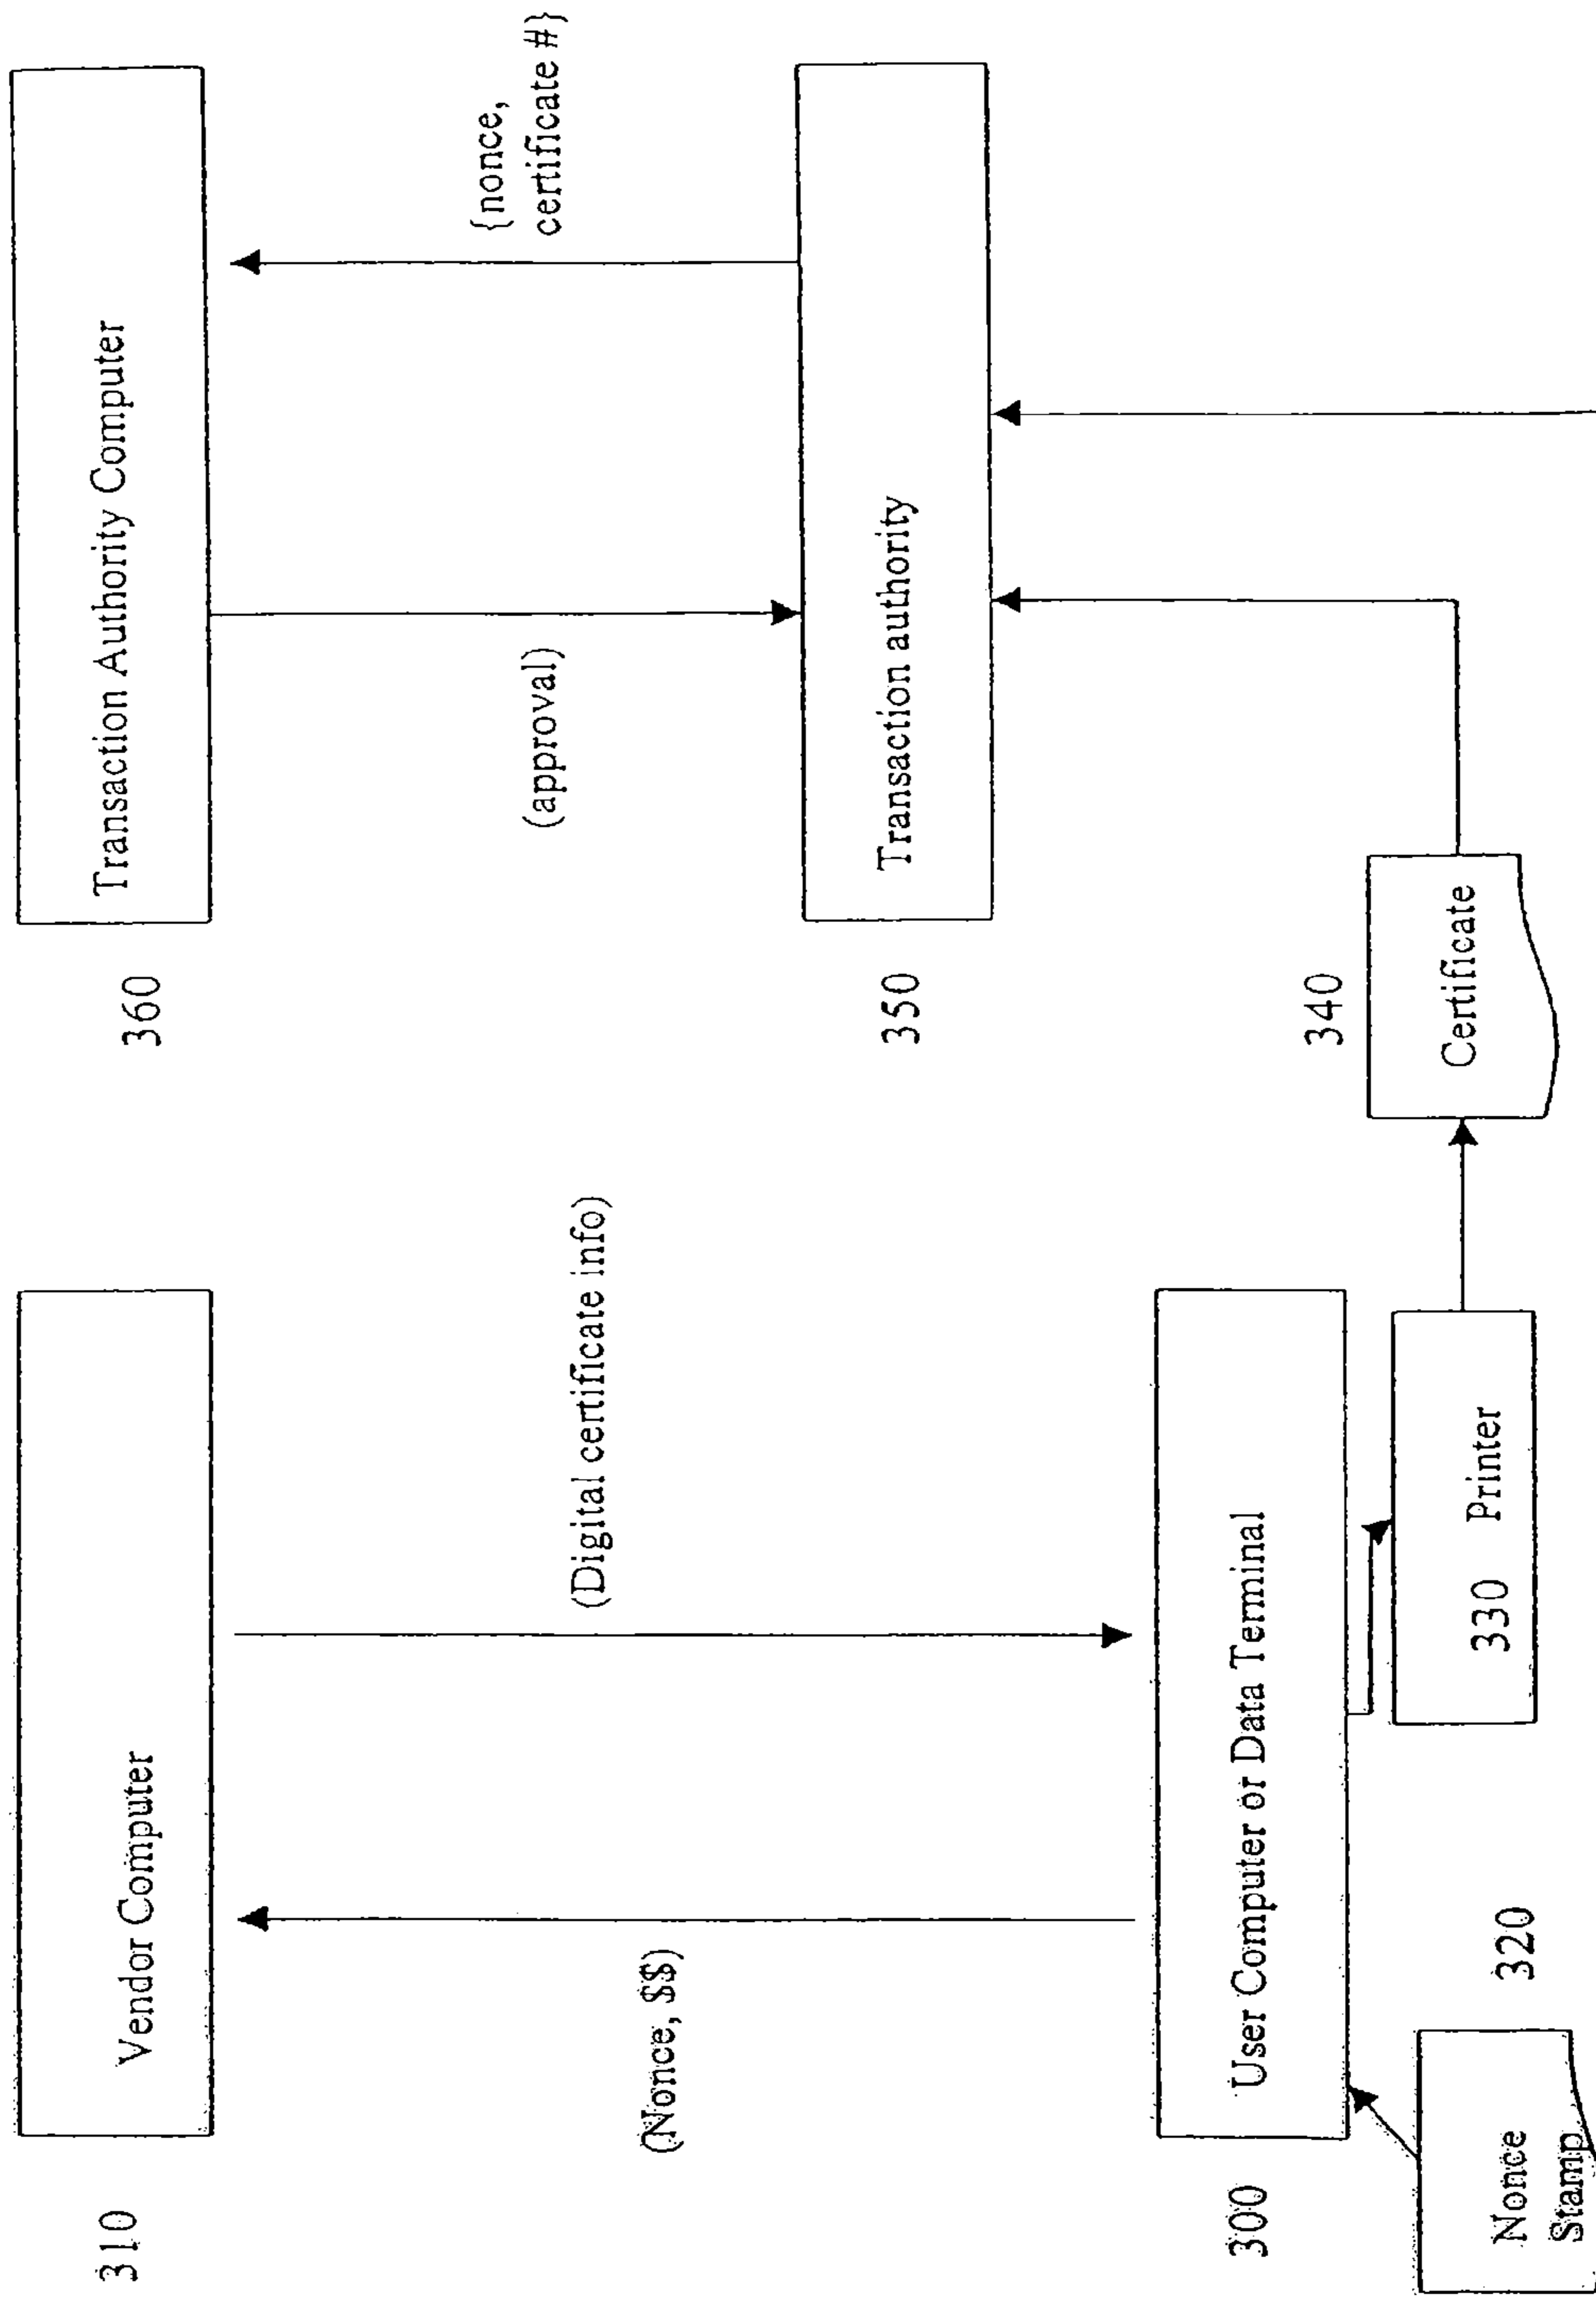 310
Vendor Computer
360
Transaction Authority Computer
(Nonce, $$)
(Digital certificate info)
(approval)
{nonce,
certificate #}
300
User Computer or Data Terminal
350
Transaction authority
320
Nonce
Stamp
330 Printer
340
Certificate